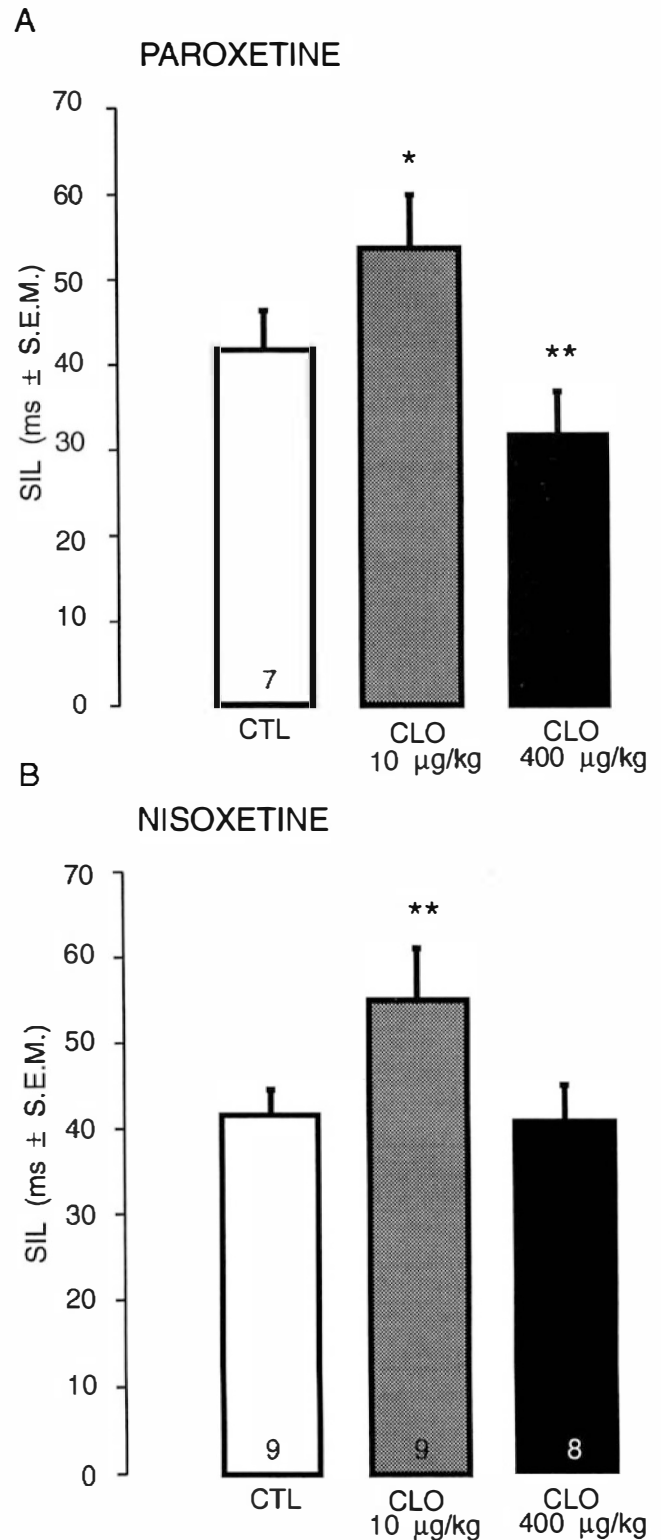 A
PAROXETINE
70
60
50
40
30
20
10
0
SIL (ms ± S.E.M.)
*
**
7
CTL
CLO
10 μg/kg
CLO
400 μg/kg
B
NISOXETINE
70
60
50
40
30
20
10
0
SIL (ms ± S.E.M.)
**
9
9
8
CTL
CLO
10 μg/kg
CLO
400 μg/kg